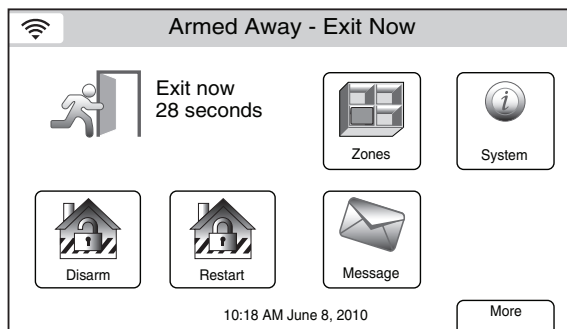 Armed Away - Exit Now
Exit now
28 seconds
Zones
System
Disarm
Restart
Message
10:18 AM June 8, 2010
More